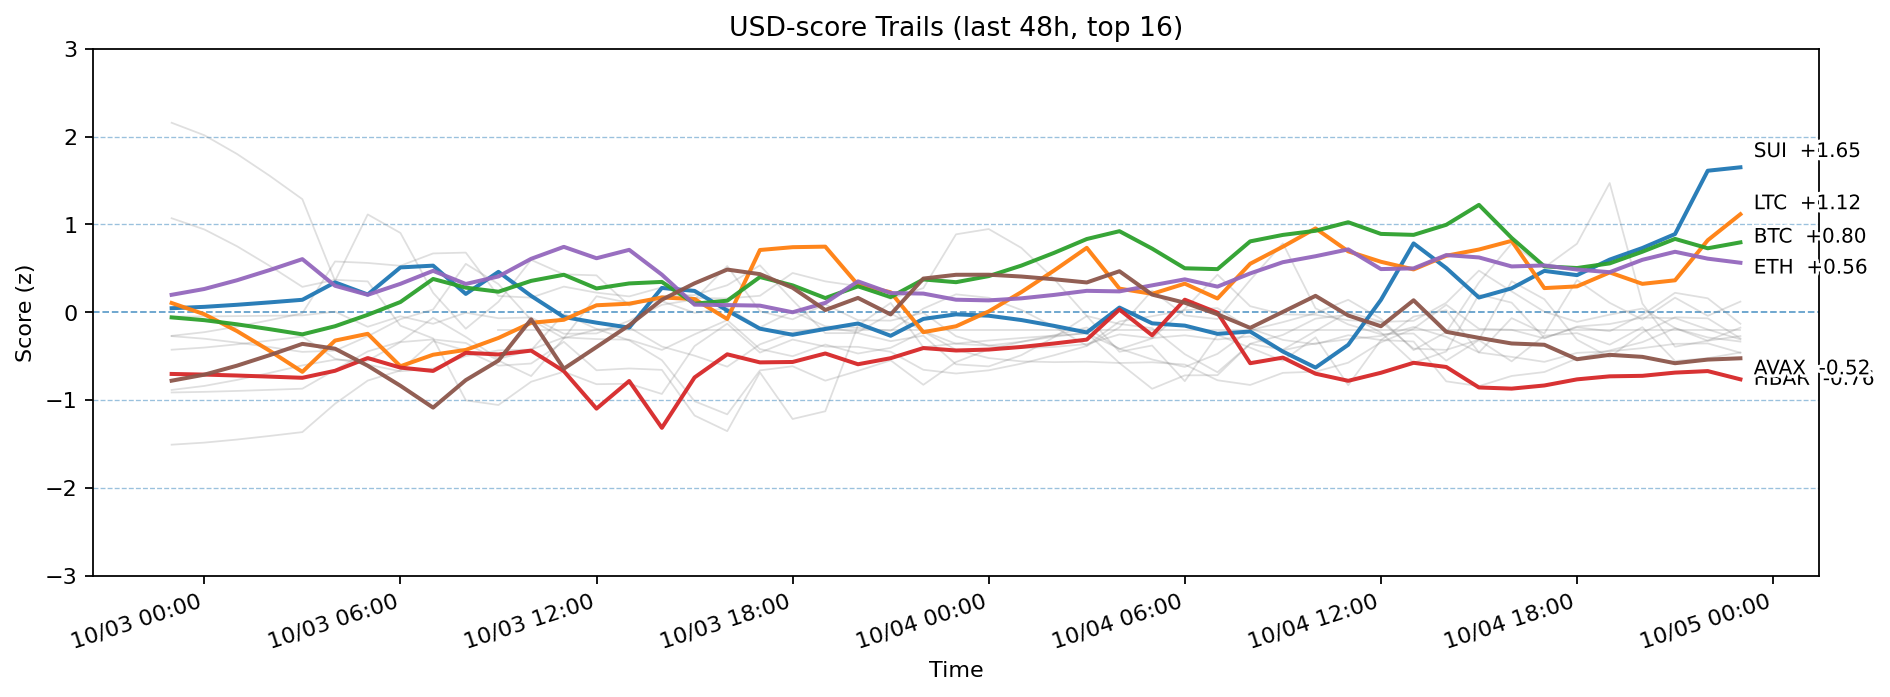 USD-score Trails (last 48h, top 16)
Score (z)
3
2
1
0
−1
−2
−3
SUI +1.65
LTC +1.12
BTC +0.80
ETH +0.56
AVAX -0.52
HBAR -0.76
10/03 00:00
10/03 06:00
10/03 12:00
10/03 18:00
10/04 00:00
10/04 06:00
10/04 12:00
10/04 18:00
10/05 00:00
Time